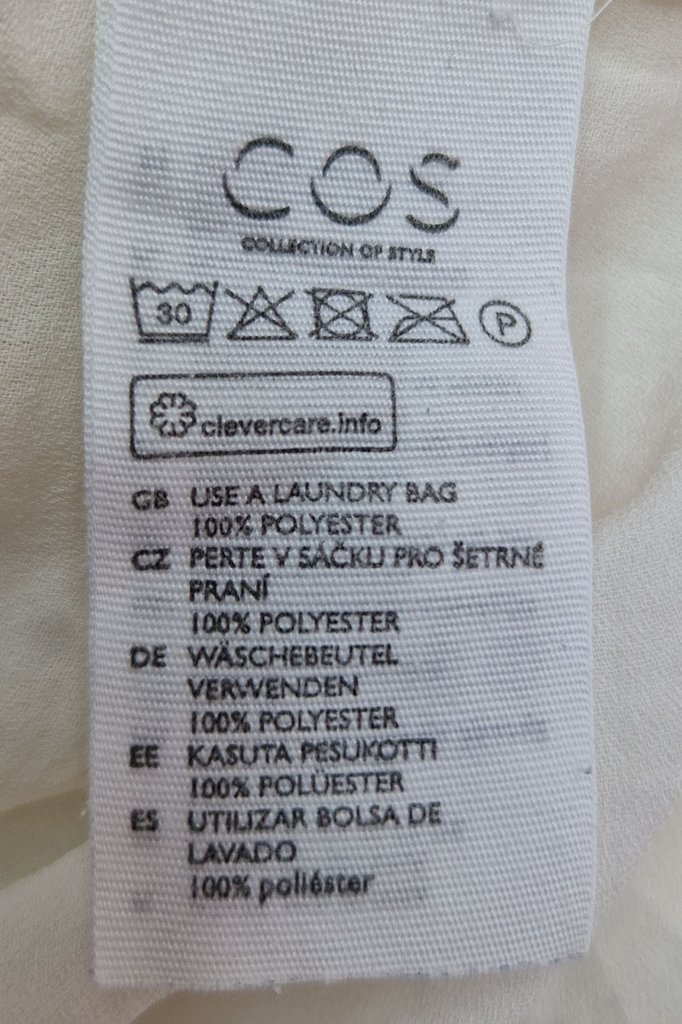 COS
COLLECTION OF STYLE
30 P
clevercare.info
GB USE A LAUNDRY BAG
100% POLYESTER
CZ PERTE V SÁČKU PRO ŠETRNÉ
PRANÍ
100% POLYESTER
DE WÄSCHEBEUTEL
VERWENDEN
100% POLYESTER
EE KASUTA PESUKOTTI
100% POLÜESTER
ES UTILIZAR BOLSA DE
LAVADO
100% poliéster